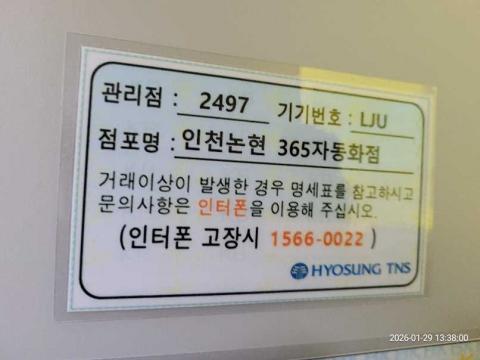 관리점 : 2497 기기번호 : LJU
점포명 : 인천논현 365자동화점
거래이상이 발생한 경우 명세표를 참고하시고
문의사항은 인터폰을 이용해 주십시오.
(인터폰 고장시 1566-0022 )
HYOSUNG TNS
2026-01-29 13:38:00